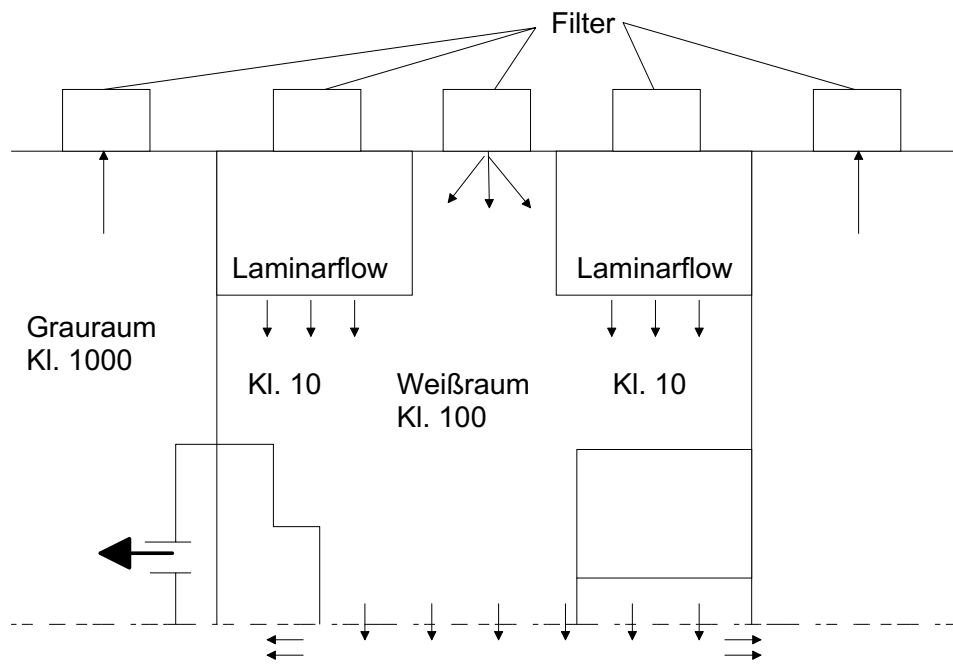 Filter
Laminarflow
Laminarflow
Grauraum
Kl. 1000
Kl. 10
Weißraum
Kl. 100
Kl. 10